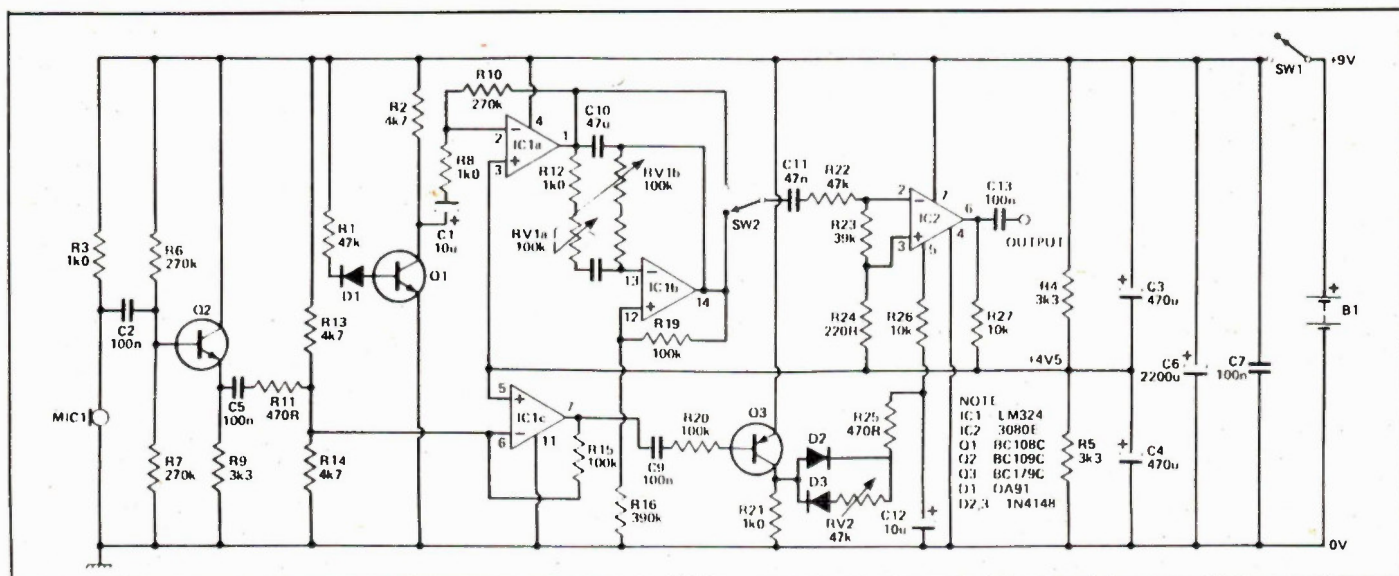 SW1
+9V
R10
270k
R2
4k7
C10
47u
4
2
IC1a
1
3
R8
1k0
R12
1k0
RV1b
100k
C11
47n
R22
47k
C13
100n
2
7
IC2
6
3
5
4
OUTPUT
R1
47k
C1
10u
RV1a
100k
SW2
R23
39k
R3
1k0
R6
270k
Q1
D1
13
IC1b
14
12
R4
3k3
C3
470u
B1
Q2
C2
100n
R13
4k7
R19
100k
R24
220R
R26
10k
R27
10k
+4V5
C6
2200u
C7
100n
C5
100n
R11
470R
MIC1
5
IC1c
7
6
11
R20
100k
Q3
R25
470R
R15
100k
C9
100n
D2
D3
R5
3k3
C4
470u
R7
270k
R9
3k3
R14
4k7
R16
390k
R21
1k0
RV2
47k
C12
10u
NOTE
IC1 LM324
IC2 3080E
Q1 BC108C
Q2 BC109C
Q3 BC179C
D1 OA91
D2,3 1N4148
0V